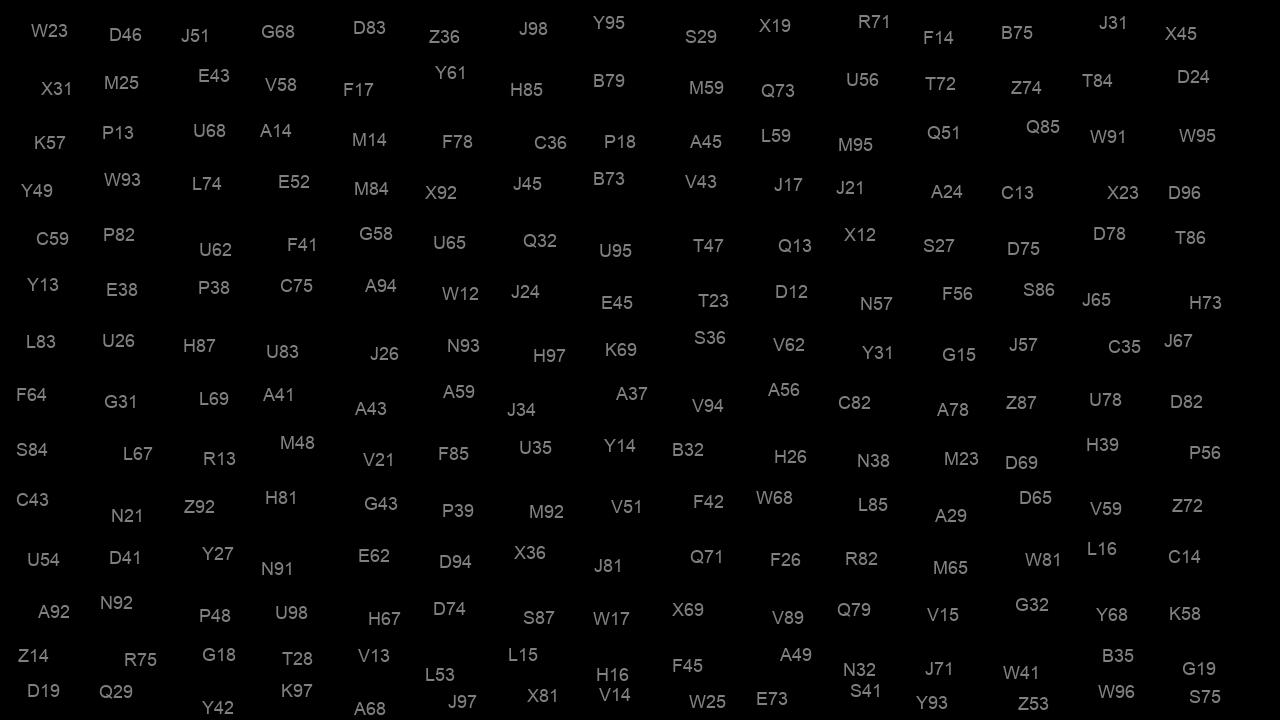 W23 D46 J51 G68 D83 Z36 J98 Y95 S29 X19 R71 F14 B75 J31 X45
X31 M25 E43 V58 F17 Y61 H85 B79 M59 Q73 U56 T72 Z74 T84 D24
K57 P13 U68 A14 M14 F78 C36 P18 A45 L59 M95 Q51 Q85 W91 W95
Y49 W93 L74 E52 M84 X92 J45 B73 V43 J17 J21 A24 C13 X23 D96
C59 P82 U62 F41 G58 U65 Q32 U95 T47 Q13 X12 S27 D75 D78 T86
Y13 E38 P38 C75 A94 W12 J24 E45 T23 D12 N57 F56 S86 J65 H73
L83 U26 H87 U83 J26 N93 H97 K69 S36 V62 Y31 G15 J57 C35 J67
F64 G31 L69 A41 A43 A59 J34 A37 V94 A56 C82 A78 Z87 U78 D82
S84 L67 R13 M48 V21 F85 U35 Y14 B32 H26 N38 M23 D69 H39 P56
C43 N21 Z92 H81 G43 P39 M92 V51 F42 W68 L85 A29 D65 V59 Z72
U54 D41 Y27 N91 E62 D94 X36 J81 Q71 F26 R82 M65 W81 L16 C14
A92 N92 P48 U98 H67 D74 S87 W17 X69 V89 Q79 V15 G32 Y68 K58
Z14 R75 G18 T28 V13 L53 L15 H16 F45 A49 N32 J71 W41 B35 G19
D19 Q29 Y42 K97 A68 J97 X81 V14 W25 E73 S41 Y93 Z53 W96 S75